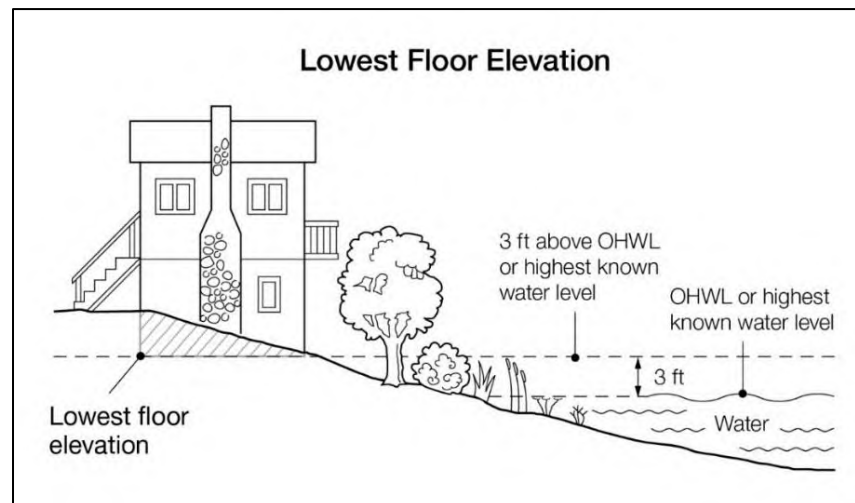 Lowest Floor Elevation
3 ft above OHWL
or highest known
water level
OHWL or highest
known water level
3 ft
Water
Lowest floor
elevation